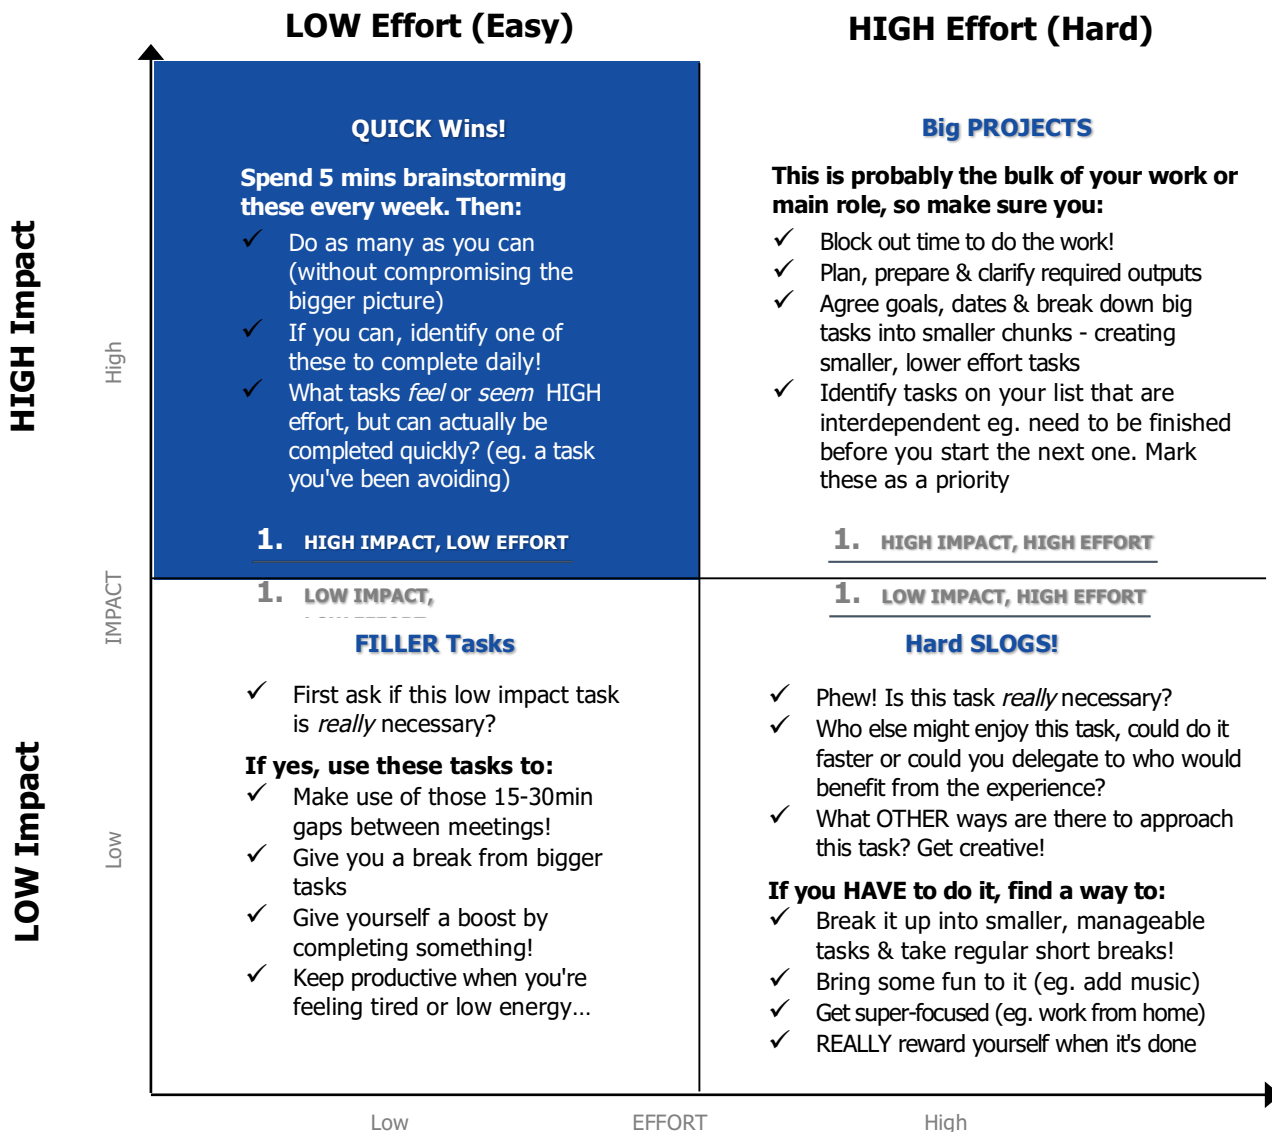 LOW Effort (Easy)
HIGH Effort (Hard)
HIGH Impact
High
QUICK Wins!
Spend 5 mins brainstorming
these every week. Then:
✓ Do as many as you can
(without compromising the
bigger picture)
✓ If you can, identify one of
these to complete daily!
✓ What tasks feel or seem HIGH
effort, but can actually be
completed quickly? (eg. a task
you've been avoiding)
1. HIGH IMPACT, LOW EFFORT
Big PROJECTS
This is probably the bulk of your work or
main role, so make sure you:
✓ Block out time to do the work!
✓ Plan, prepare & clarify required outputs
✓ Agree goals, dates & break down big
tasks into smaller chunks - creating
smaller, lower effort tasks
✓ Identify tasks on your list that are
interdependent eg. need to be finished
before you start the next one. Mark
these as a priority
1. HIGH IMPACT, HIGH EFFORT
IMPACT
LOW Impact
Low
1. LOW IMPACT,
FILLER Tasks
✓ First ask if this low impact task
is really necessary?
If yes, use these tasks to:
✓ Make use of those 15-30min
gaps between meetings!
✓ Give you a break from bigger
tasks
✓ Give yourself a boost by
completing something!
✓ Keep productive when you're
feeling tired or low energy...
1. LOW IMPACT, HIGH EFFORT
Hard SLOGS!
✓ Phew! Is this task really necessary?
✓ Who else might enjoy this task, could do it
faster or could you delegate to who would
benefit from the experience?
✓ What OTHER ways are there to approach
this task? Get creative!
If you HAVE to do it, find a way to:
✓ Break it up into smaller, manageable
tasks & take regular short breaks!
✓ Bring some fun to it (eg. add music)
✓ Get super-focused (eg. work from home)
✓ REALLY reward yourself when it's done
Low
EFFORT
High